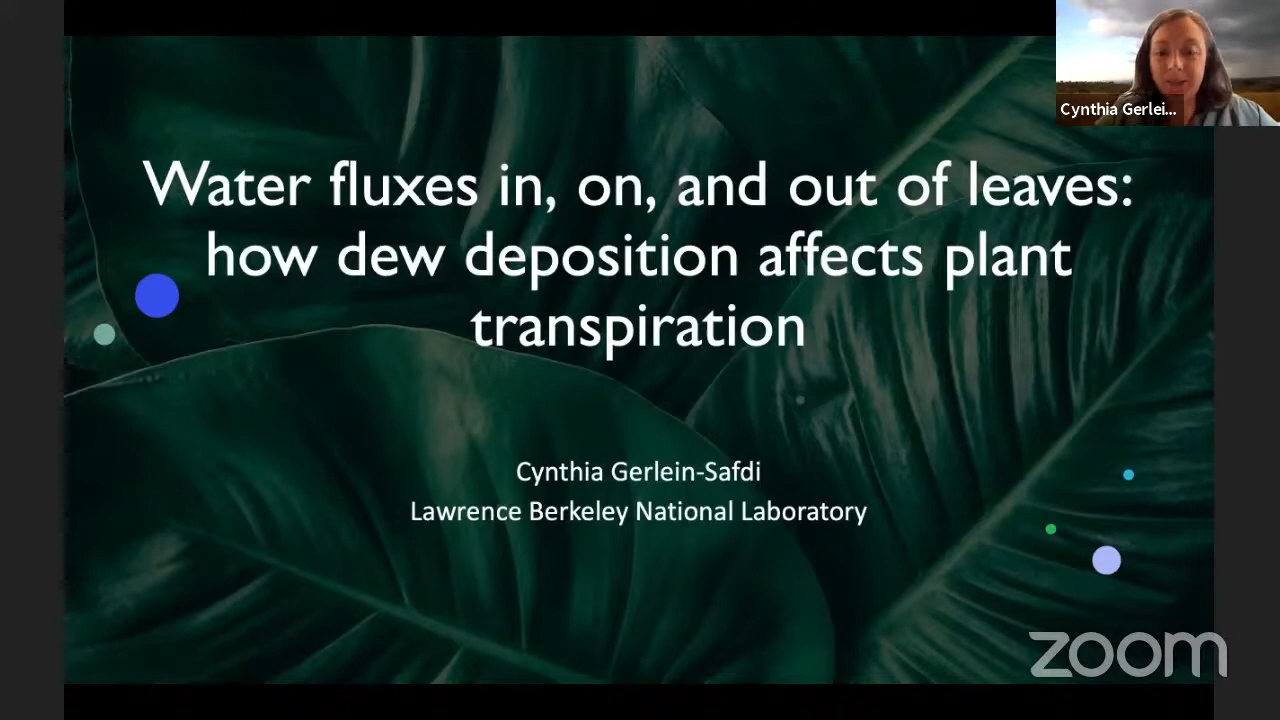 Cynthia Gerlei...
Water fluxes in, on, and out of leaves:
how dew deposition affects plant
transpiration
Cynthia Gerlein-Safdi
Lawrence Berkeley National Laboratory
zoom